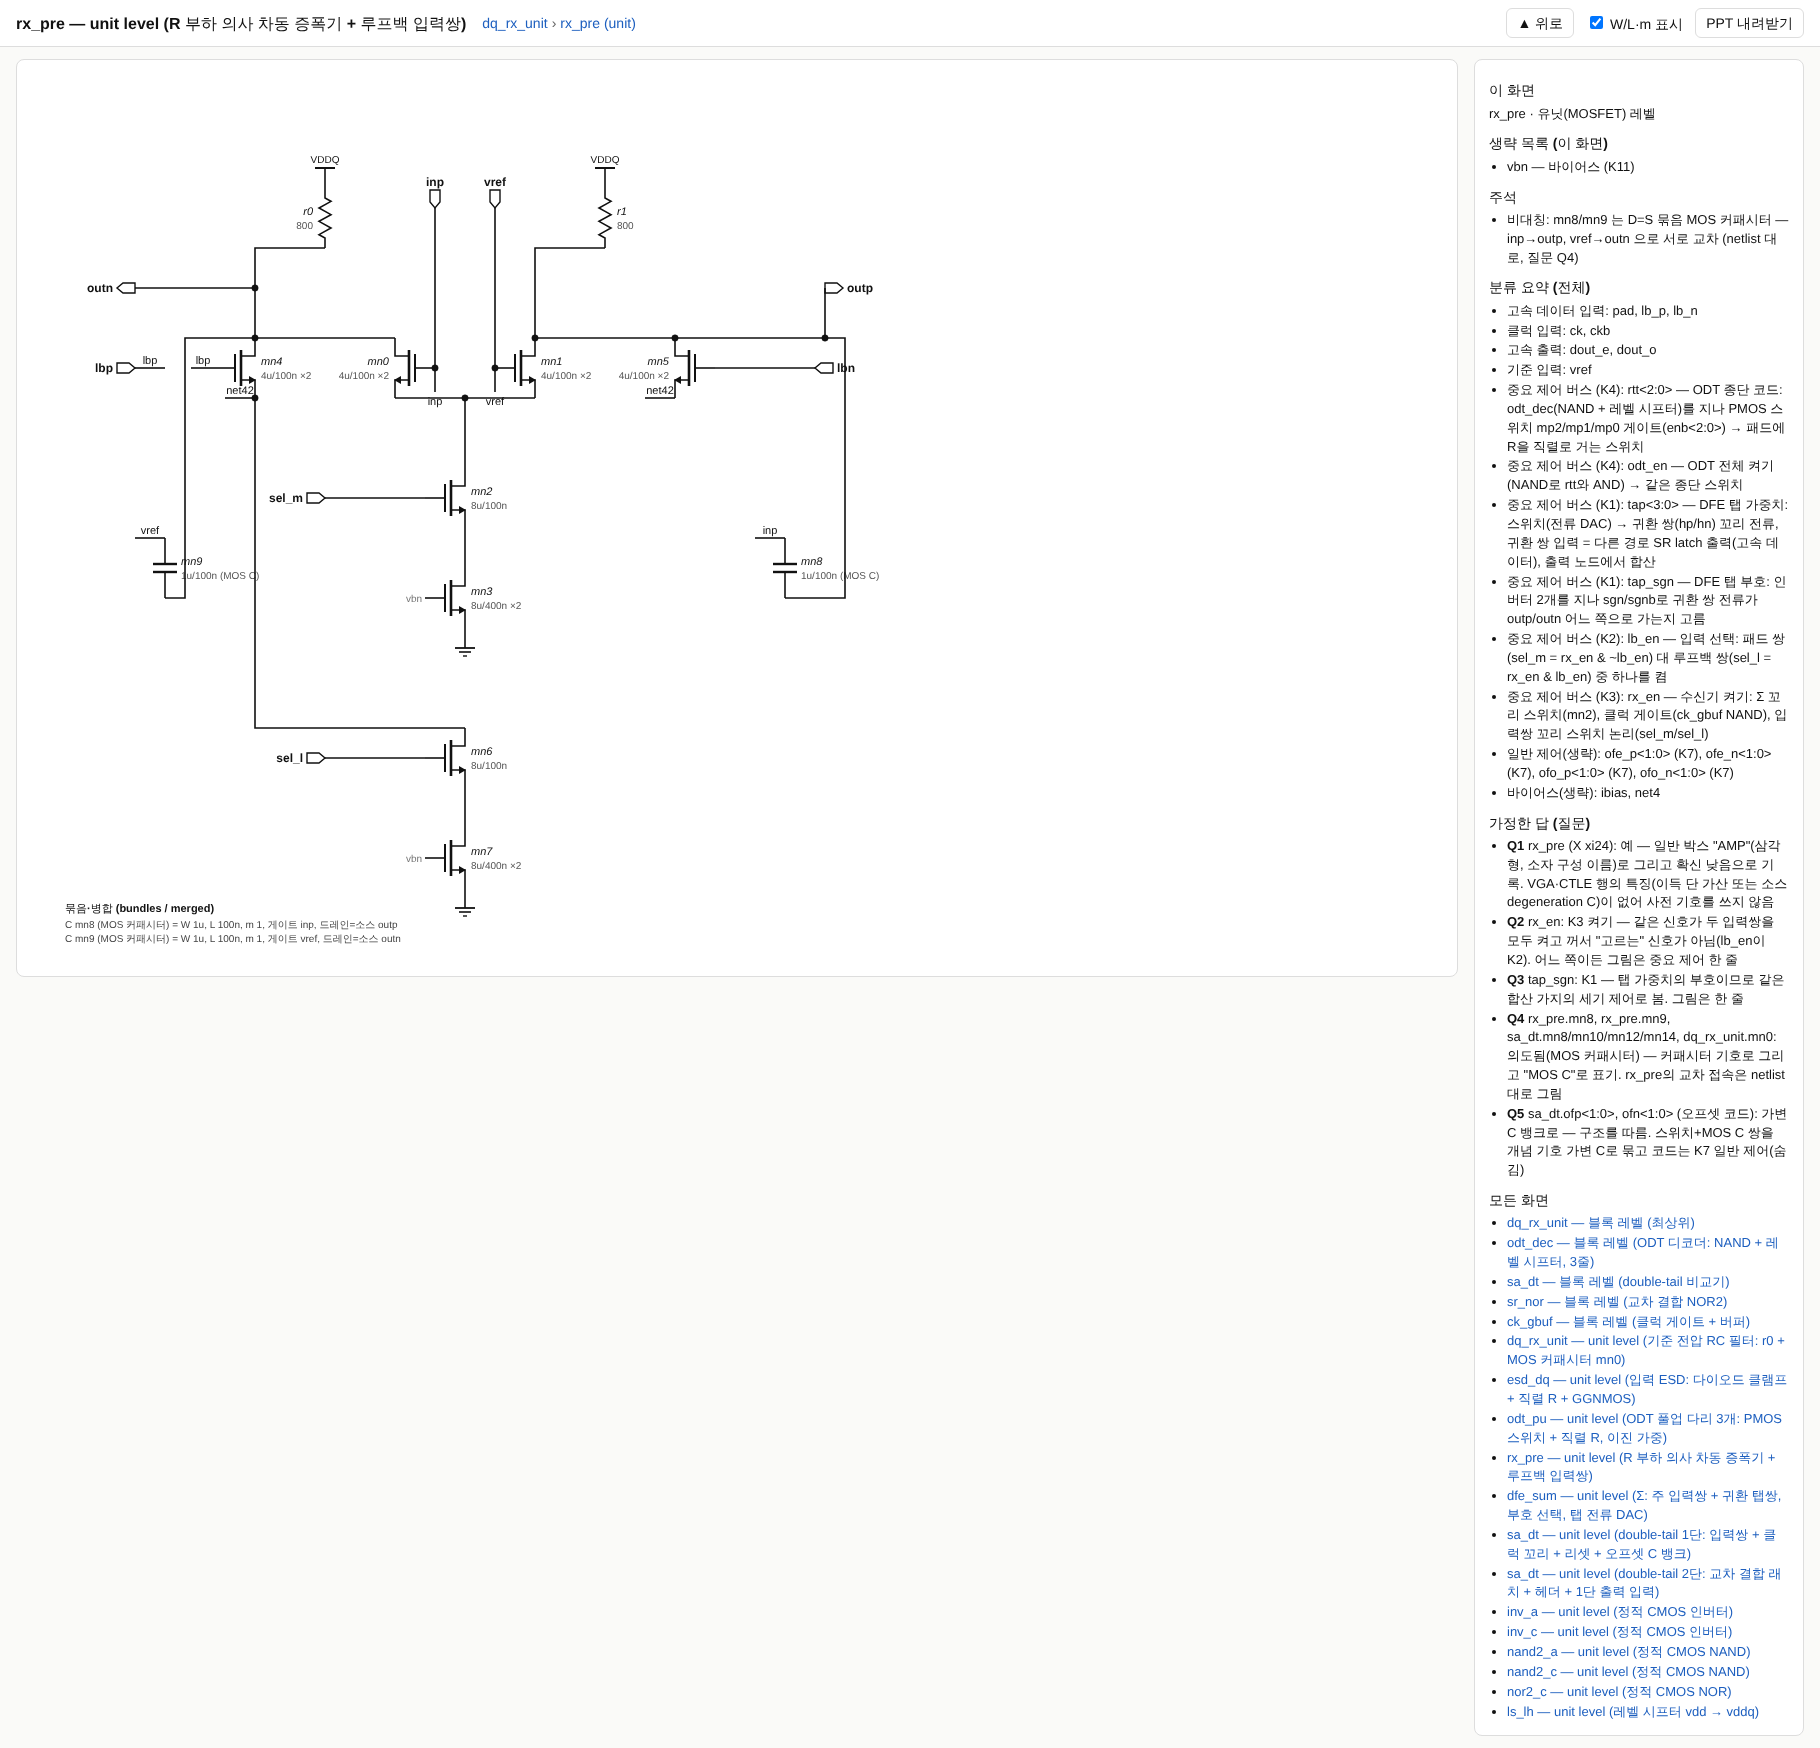 rx_pre — unit level (R 부하 의사 차동 증폭기 + 루프백 입력쌍)
dq_rx_unit › rx_pre (unit)
▲ 위로
W/L·m 표시
PPT 내려받기
VDDQ
VDDQ
inp
vref
r0
800
r1
800
outn
outp
lbp
lbp
lbp
mn4
4u/100n ×2
mn0
4u/100n ×2
mn1
4u/100n ×2
mn5
4u/100n ×2
lbn
net42
net42
inp
vref
sel_m
mn2
8u/100n
vref
mn9
1u/100n (MOS C)
inp
mn8
1u/100n (MOS C)
vbn
mn3
8u/400n ×2
sel_l
mn6
8u/100n
vbn
mn7
8u/400n ×2
묶음·병합 (bundles / merged)
C mn8 (MOS 커패시터) = W 1u, L 100n, m 1, 게이트 inp, 드레인=소스 outp
C mn9 (MOS 커패시터) = W 1u, L 100n, m 1, 게이트 vref, 드레인=소스 outn
이 화면
rx_pre · 유닛(MOSFET) 레벨
생략 목록 (이 화면)
• vbn — 바이어스 (K11)
주석
• 비대칭: mn8/mn9 는 D=S 묶음 MOS 커패시터 —
inp→outp, vref→outn 으로 서로 교차 (netlist 대
로, 질문 Q4)
분류 요약 (전체)
• 고속 데이터 입력: pad, lb_p, lb_n
• 클럭 입력: ck, ckb
• 고속 출력: dout_e, dout_o
• 기준 입력: vref
• 중요 제어 버스 (K4): rtt<2:0> — ODT 종단 코드:
odt_dec(NAND + 레벨 시프터)를 지나 PMOS 스
위치 mp2/mp1/mp0 게이트(enb<2:0>) → 패드에
R을 직렬로 거는 스위치
• 중요 제어 버스 (K4): odt_en — ODT 전체 켜기
(NAND로 rtt와 AND) → 같은 종단 스위치
• 중요 제어 버스 (K1): tap<3:0> — DFE 탭 가중치:
스위치(전류 DAC) → 귀환 쌍(hp/hn) 꼬리 전류,
귀환 쌍 입력 = 다른 경로 SR latch 출력(고속 데
이터), 출력 노드에서 합산
• 중요 제어 버스 (K1): tap_sgn — DFE 탭 부호: 인
버터 2개를 지나 sgn/sgnb로 귀환 쌍 전류가
outp/outn 어느 쪽으로 가는지 고름
• 중요 제어 버스 (K2): lb_en — 입력 선택: 패드 쌍
(sel_m = rx_en & ~lb_en) 대 루프백 쌍(sel_l =
rx_en & lb_en) 중 하나를 켬
• 중요 제어 버스 (K3): rx_en — 수신기 켜기: Σ 꼬
리 스위치(mn2), 클럭 게이트(ck_gbuf NAND), 입
력쌍 꼬리 스위치 논리(sel_m/sel_l)
• 일반 제어(생략): ofe_p<1:0> (K7), ofe_n<1:0>
(K7), ofo_p<1:0> (K7), ofo_n<1:0> (K7)
• 바이어스(생략): ibias, net4
가정한 답 (질문)
• Q1 rx_pre (X xi24): 예 — 일반 박스 "AMP"(삼각
형, 소자 구성 이름)로 그리고 확신 낮음으로 기
록. VGA·CTLE 행의 특징(이득 단 가산 또는 소스
degeneration C)이 없어 사전 기호를 쓰지 않음
• Q2 rx_en: K3 켜기 — 같은 신호가 두 입력쌍을
모두 켜고 꺼서 "고르는" 신호가 아님(lb_en이
K2). 어느 쪽이든 그림은 중요 제어 한 줄
• Q3 tap_sgn: K1 — 탭 가중치의 부호이므로 같은
합산 가지의 세기 제어로 봄. 그림은 한 줄
• Q4 rx_pre.mn8, rx_pre.mn9,
sa_dt.mn8/mn10/mn12/mn14, dq_rx_unit.mn0:
의도됨(MOS 커패시터) — 커패시터 기호로 그리
고 "MOS C"로 표기. rx_pre의 교차 접속은 netlist
대로 그림
• Q5 sa_dt.ofp<1:0>, ofn<1:0> (오프셋 코드): 가변
C 뱅크로 — 구조를 따름. 스위치+MOS C 쌍을
개념 기호 가변 C로 묶고 코드는 K7 일반 제어(숨
김)
모든 화면
• dq_rx_unit — 블록 레벨 (최상위)
• odt_dec — 블록 레벨 (ODT 디코더: NAND + 레
벨 시프터, 3줄)
• sa_dt — 블록 레벨 (double-tail 비교기)
• sr_nor — 블록 레벨 (교차 결합 NOR2)
• ck_gbuf — 블록 레벨 (클럭 게이트 + 버퍼)
• dq_rx_unit — unit level (기준 전압 RC 필터: r0 +
MOS 커패시터 mn0)
• esd_dq — unit level (입력 ESD: 다이오드 클램프
+ 직렬 R + GGNMOS)
• odt_pu — unit level (ODT 풀업 다리 3개: PMOS
스위치 + 직렬 R, 이진 가중)
• rx_pre — unit level (R 부하 의사 차동 증폭기 +
루프백 입력쌍)
• dfe_sum — unit level (Σ: 주 입력쌍 + 귀환 탭쌍,
부호 선택, 탭 전류 DAC)
• sa_dt — unit level (double-tail 1단: 입력쌍 + 클
럭 꼬리 + 리셋 + 오프셋 C 뱅크)
• sa_dt — unit level (double-tail 2단: 교차 결합 래
치 + 헤더 + 1단 출력 입력)
• inv_a — unit level (정적 CMOS 인버터)
• inv_c — unit level (정적 CMOS 인버터)
• nand2_a — unit level (정적 CMOS NAND)
• nand2_c — unit level (정적 CMOS NAND)
• nor2_c — unit level (정적 CMOS NOR)
• ls_lh — unit level (레벨 시프터 vdd → vddq)